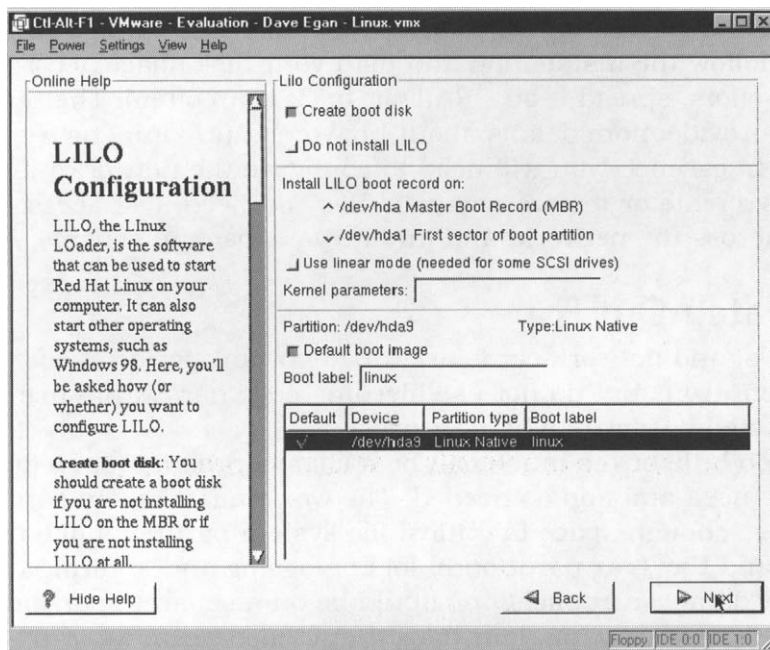 Ctl-Alt-F1 - VMware - Evaluation - Dave Egan - Linux.vmx
File Power Settings View Help
Online Help
LILO
Configuration
LILO, the LInux
LOader, is the software
that can be used to start
Red Hat Linux on your
computer. It can also
start other operating
systems, such as
Windows 98. Here, you'll
be asked how (or
whether) you want to
configure LILO.
Create boot disk: You
should create a boot disk
if you are not installing
LILO on the MBR or if
you are not installing
LILO at all.
Lilo Configuration
Create boot disk
Do not install LILO
Install LILO boot record on:
/dev/hda Master Boot Record (MBR)
/dev/hda1 First sector of boot partition
Use linear mode (needed for some SCSI drives)
Kernel parameters:
Partition: /dev/hda9 Type:Linux Native
Default boot image
Boot label: linux
Default Device Partition type Boot label
/dev/hda9 Linux Native linux
? Hide Help
Back
Next
Floppy IDE 0:0 IDE 1:0